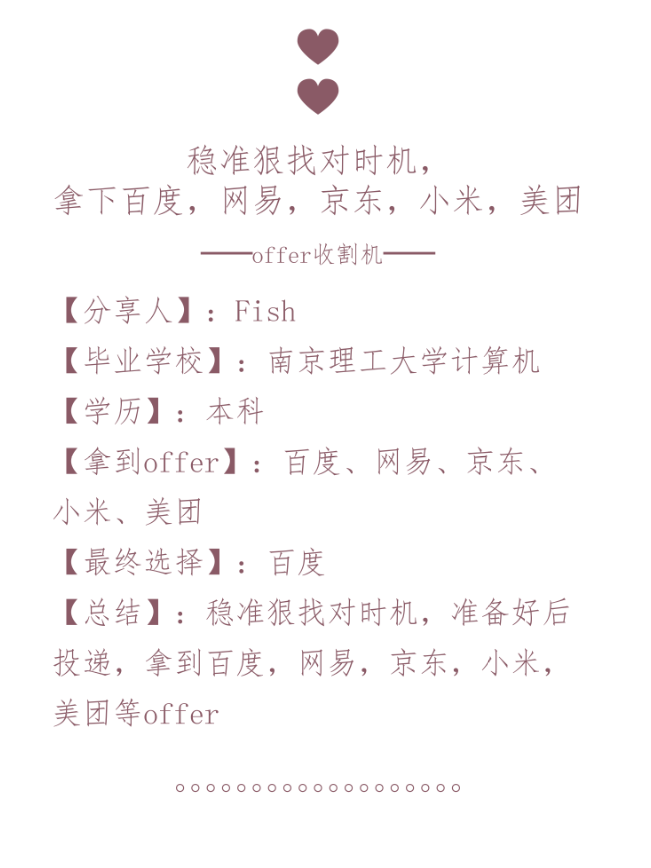 稳准狠找对时机，
拿下百度，网易，京东，小米，美团
——offer收割机——
【分享人】：Fish
【毕业学校】：南京理工大学计算机
【学历】：本科
【拿到offer】：百度、网易、京东、
小米、美团
【最终选择】：百度
【总结】：稳准狠找对时机，准备好后
投递，拿到百度，网易，京东，小米，
美团等offer